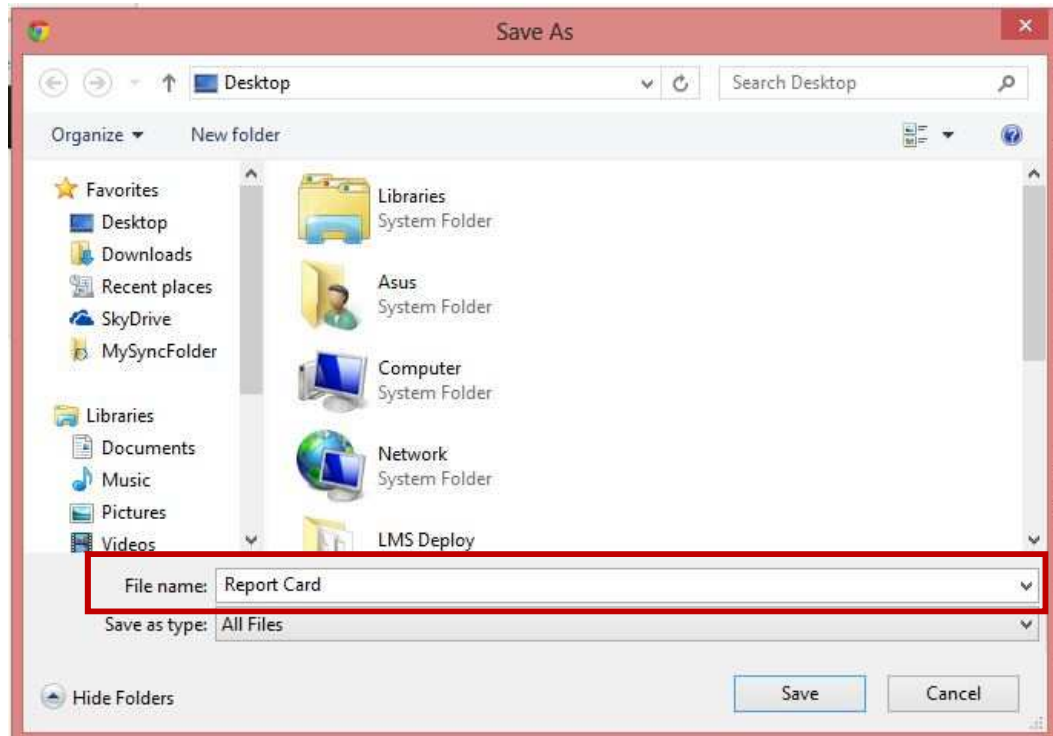 Save As
Desktop
Search Desktop
Organize
New folder
Favorites
Desktop
Downloads
Recent places
SkyDrive
MySyncFolder
Libraries
Documents
Music
Pictures
Videos
Libraries
System Folder
Asus
System Folder
Computer
System Folder
Network
System Folder
LMS Deploy
File name: Report Card
Save as type: All Files
Hide Folders
Save
Cancel